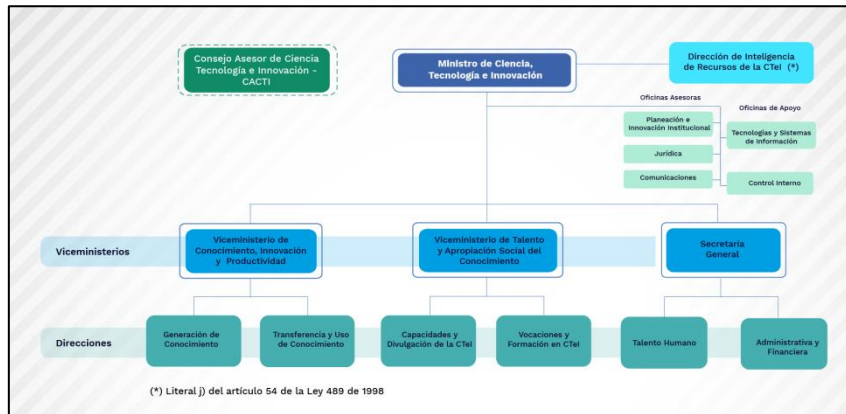 Consejo Asesor de Ciencia
Tecnología e Innovación -
CACTI
Ministro de Ciencia,
Tecnología e Innovación
Dirección de Inteligencia
de Recursos de la CTeI (*)
Oficinas Asesoras
Oficinas de Apoyo
Planeación e
Innovación Institucional
Tecnologías y Sistemas
de Información
Jurídica
Comunicaciones
Control Interno
Viceministerios
Viceministerio de
Conocimiento, Innovación
y Productividad
Viceministerio de Talento
y Apropiación Social del
Conocimiento
Secretaría
General
Direcciones
Generación de
Conocimiento
Transferencia y Uso
de Conocimiento
Capacidades y
Divulgación de la CTeI
Vocaciones y
Formación en CTeI
Talento Humano
Administrativa y
Financiera
(*) Literal j) del artículo 54 de la Ley 489 de 1998